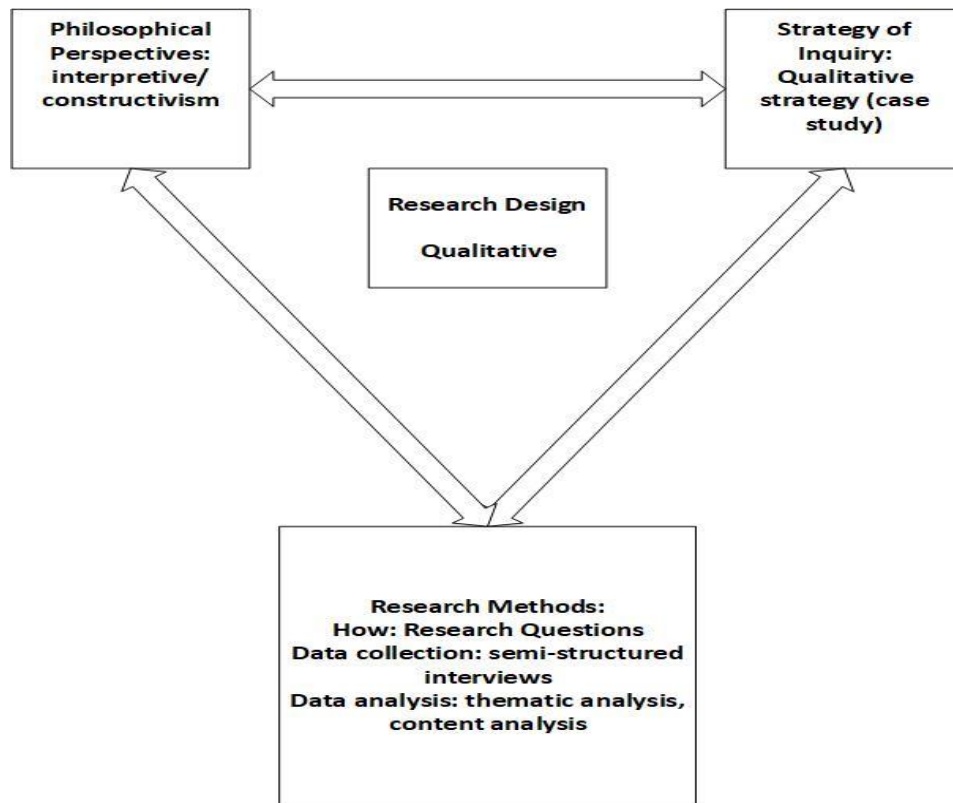 Philosophical
Perspectives:
interpretive/
constructivism
Strategy of
Inquiry:
Qualitative
strategy (case
study)
Research Design
Qualitative
Research Methods:
How: Research Questions
Data collection: semi-structured
interviews
Data analysis: thematic analysis,
content analysis